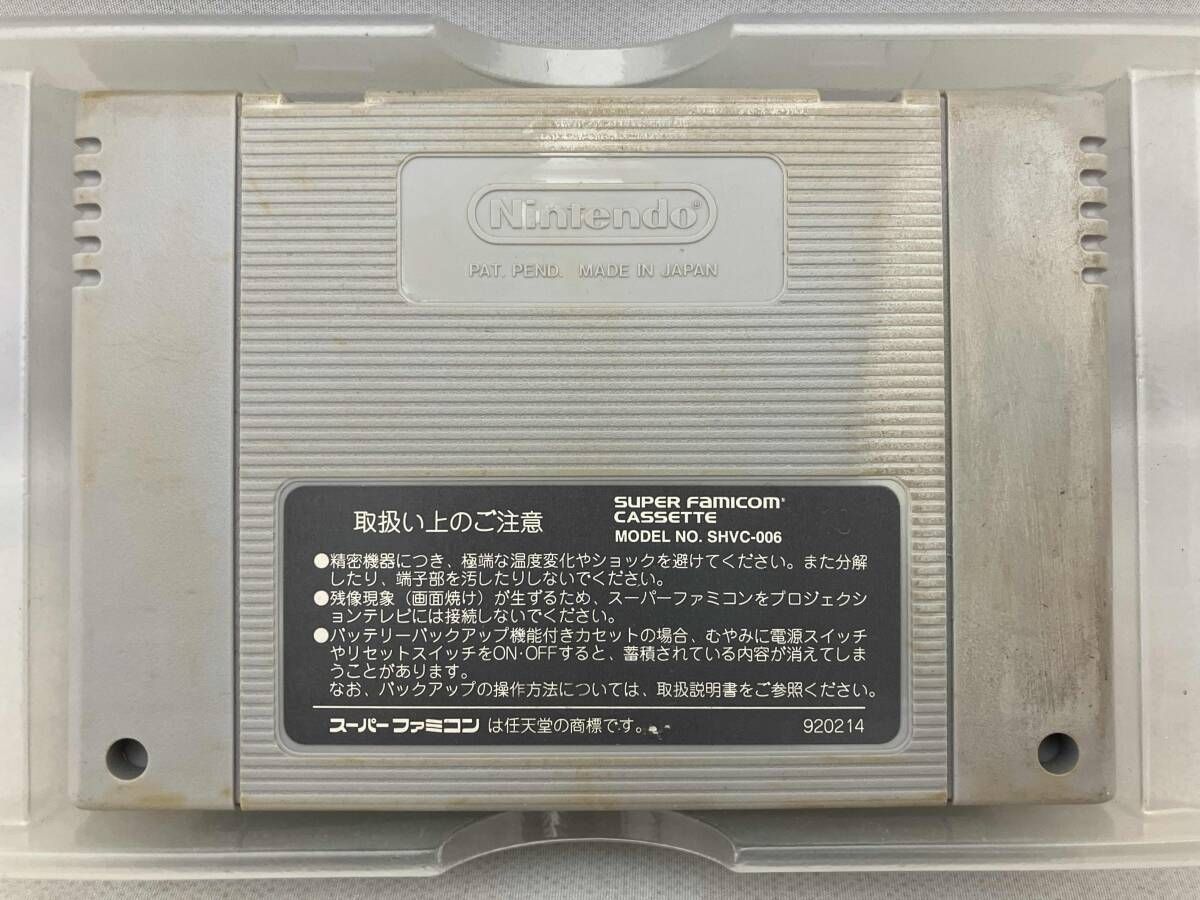 Nintendo®
PAT. PEND. MADE IN JAPAN
取扱い上のご注意
SUPER FAMICOM®
CASSETTE
MODEL NO. SHVC-006
●精密機器につき、極端な温度変化やショックを避けてください。また分解
したり、端子部を汚したりしないでください。
●残像現象（画面焼け）が生ずるため、スーパーファミコンをプロジェクシ
ョンテレビには接続しないでください。
●バッテリーバックアップ機能付きカセットの場合、むやみに電源スイッチ
やリセットスイッチをON·OFFすると、蓄積されている内容が消えてしま
うことがあります。
なお、バックアップの操作方法については、取扱説明書をご参照ください。
スーパーファミコン は任天堂の商標です。
920214